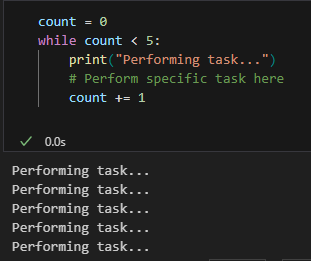 count = 0
while count < 5:
    print("Performing task...")
    # Perform specific task here
    count += 1
0.0s
Performing task...
Performing task...
Performing task...
Performing task...
Performing task...